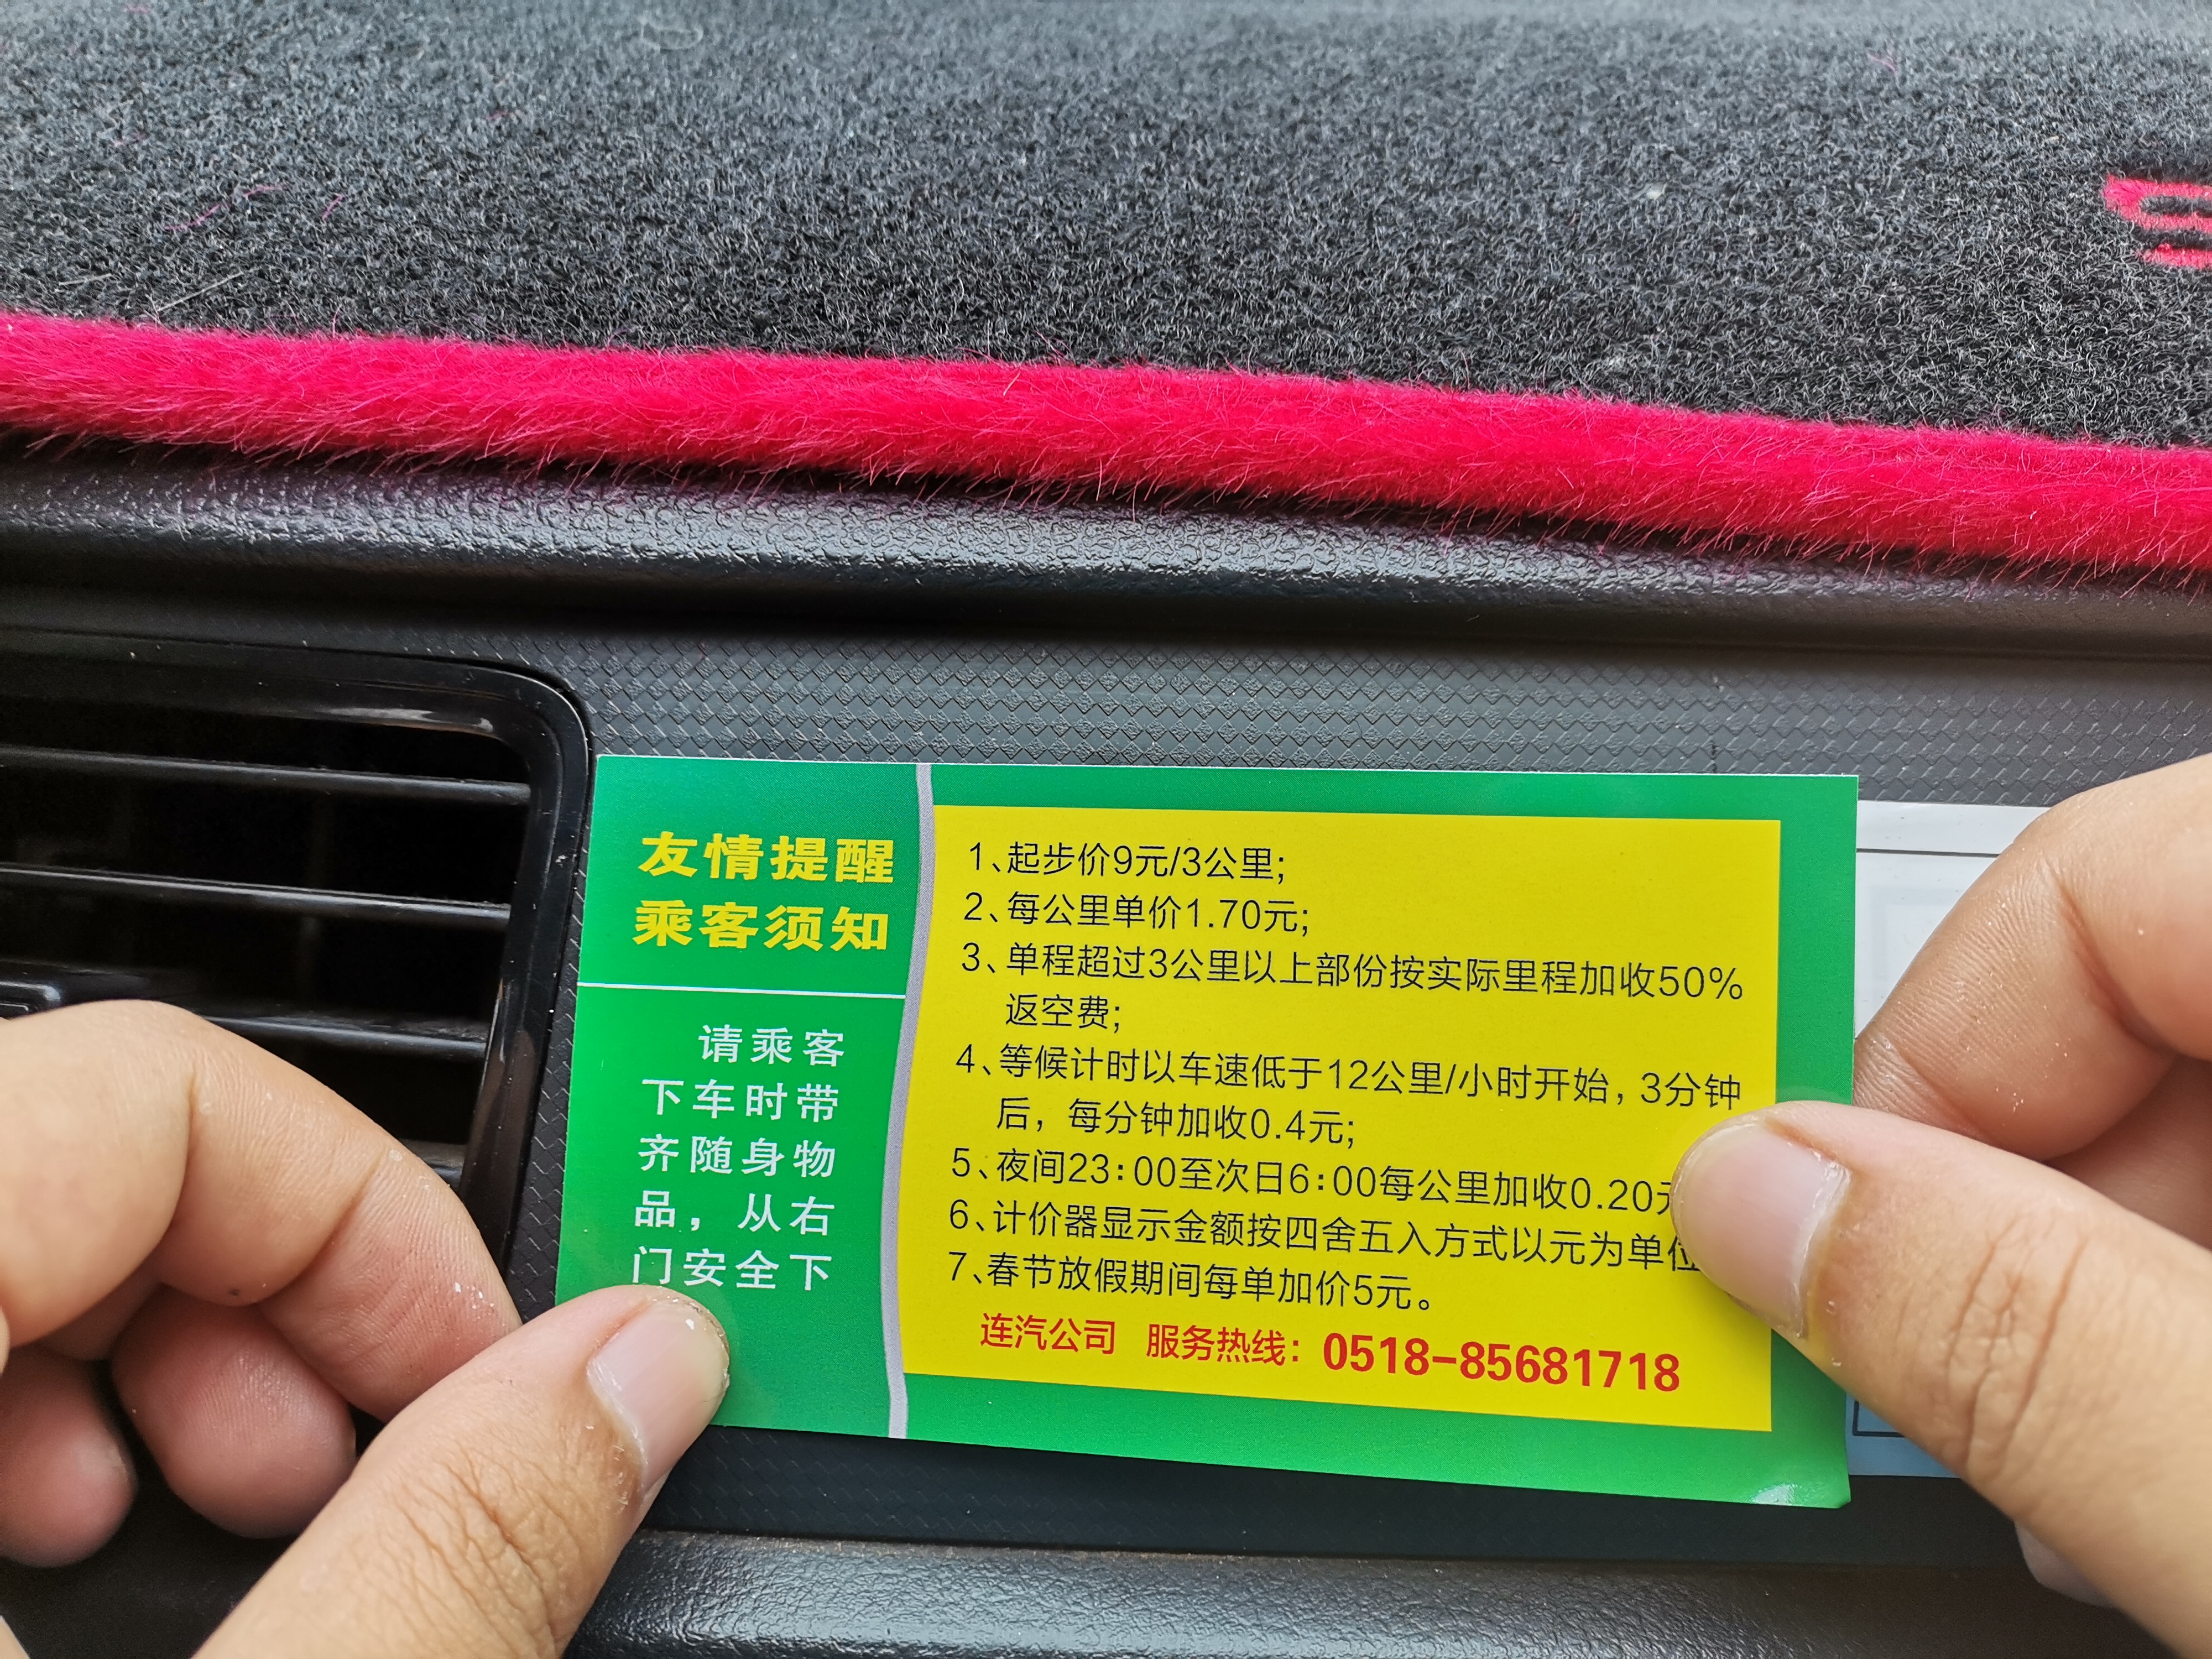 友情提醒
乘客须知
请乘客
下车时带
齐随身物
品，从右
门安全下
1、起步价9元/3公里;
2、每公里单价1.70元;
3、单程超过3公里以上部份按实际里程加收50%
返空费;
4、等候计时以车速低于12公里/小时开始，3分钟
后，每分钟加收0.4元;
5、夜间23:00至次日6:00每公里加收0.20元
6、计价器显示金额按四舍五入方式以元为单位
7、春节放假期间每单加价5元。
连汽公司 服务热线：0518-85681718